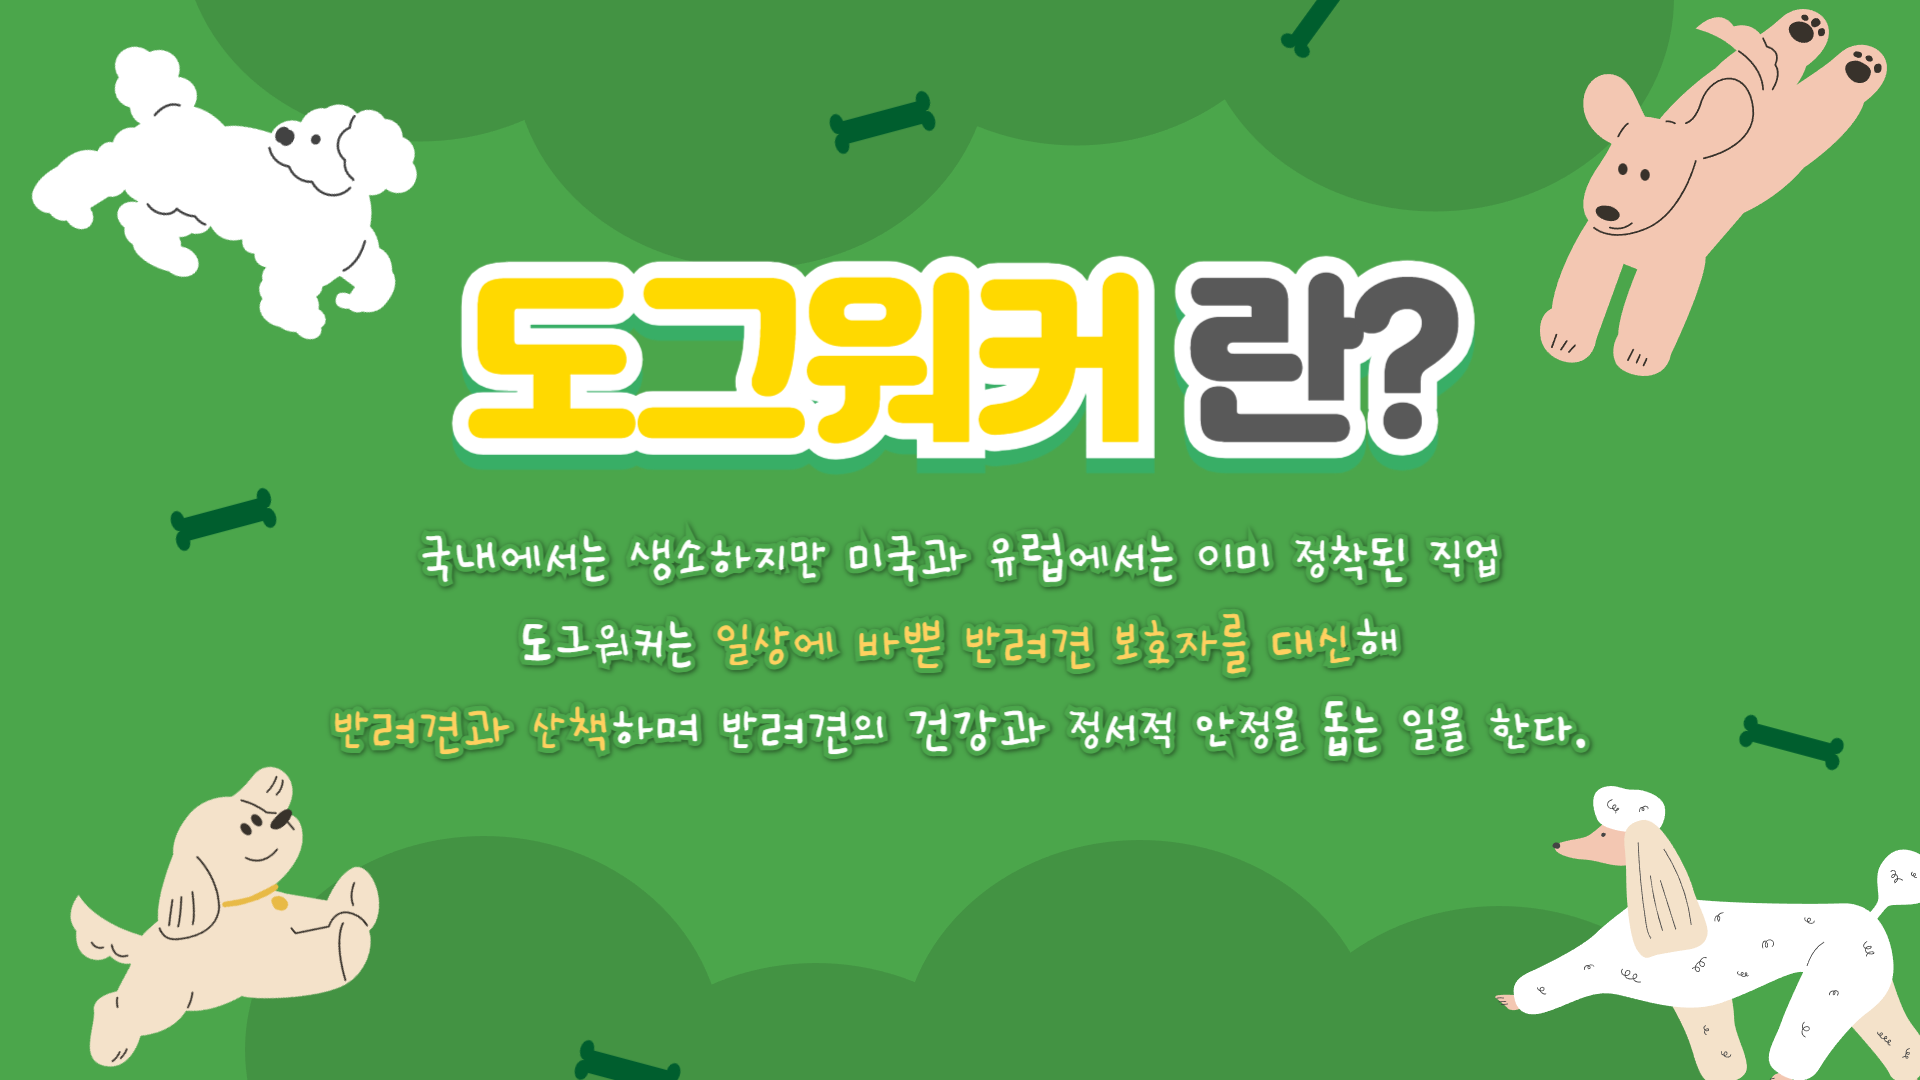 도그워커란?
국내에서는 생소하지만 미국과 유럽에서는 이미 정착된 직업
도그워커는 일상에 바쁜 반려견 보호자를 대신해
반려견과 산책하며 반려견의 건강과 정서적 안정을 돕는 일을 한다.